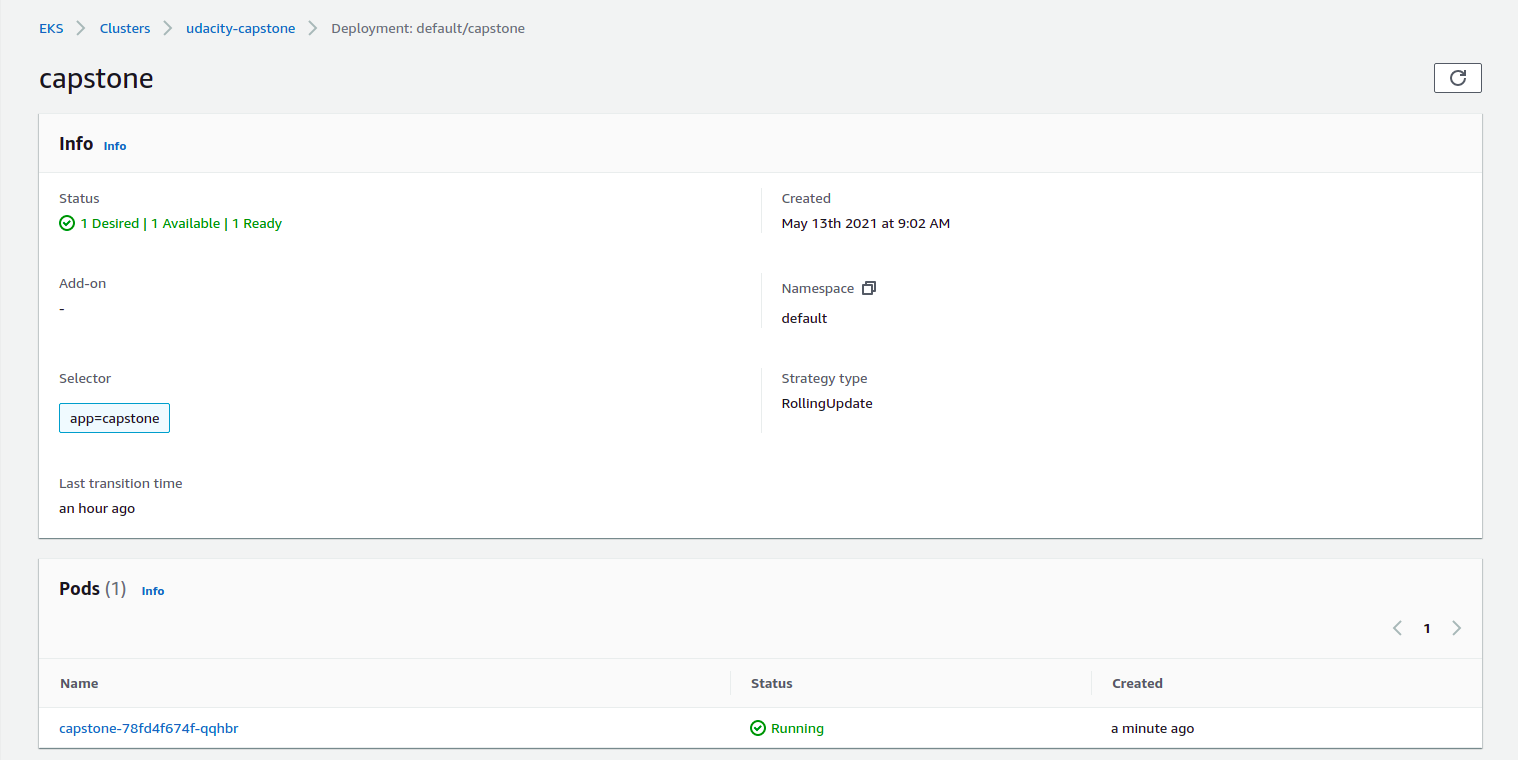 EKS Clusters udacity-capstone Deployment: default/capstone
capstone
Info Info
Status
1 Desired | 1 Available | 1 Ready
Created
May 13th 2021 at 9:02 AM
Add-on
-
Namespace
default
Selector
app=capstone
Strategy type
RollingUpdate
Last transition time
an hour ago
Pods (1) Info
1
Name Status Created
capstone-78fd4f674f-qqhbr Running a minute ago